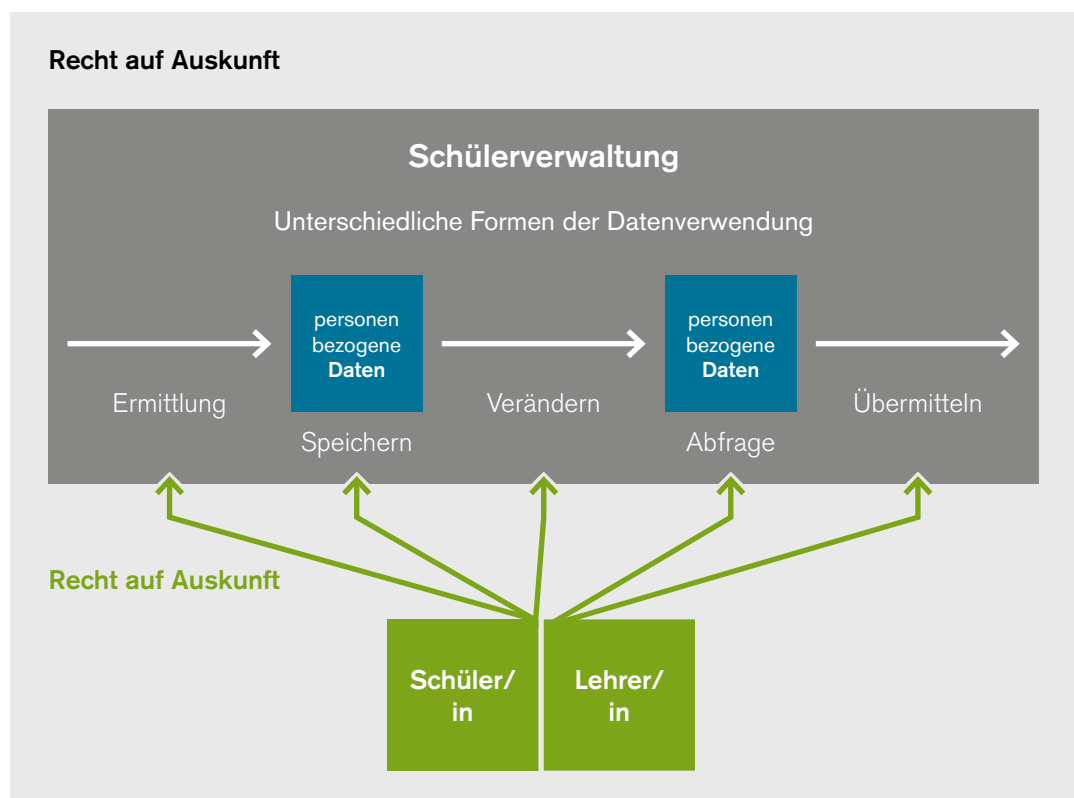 Recht auf Auskunft
Schülerverwaltung
Unterschiedliche Formen der Datenverwendung
personen
bezogene
Daten
personen
bezogene
Daten
Ermittlung
Verändern
Übermitteln
Speichern
Abfrage
Recht auf Auskunft
Schüler/
in
Lehrer/
in